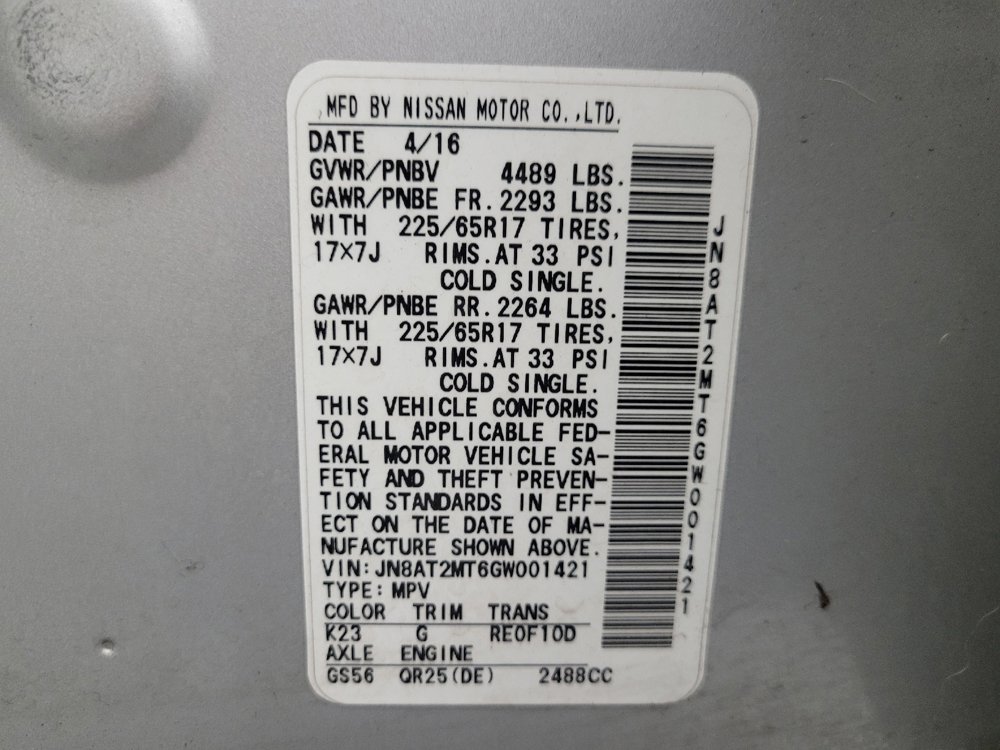 MFD BY NISSAN MOTOR CO.,LTD.
DATE 4/16
GVWR/PNBV 4489 LBS.
GAWR/PNBE FR.2293 LBS.
WITH 225/65R17 TIRES,
17×7J RIMS.AT 33 PSI
COLD SINGLE.
GAWR/PNBE RR.2264 LBS.
WITH 225/65R17 TIRES,
17×7J RIMS.AT 33 PSI
COLD SINGLE.
THIS VEHICLE CONFORMS
TO ALL APPLICABLE FED-
ERAL MOTOR VEHICLE SA-
FETY AND THEFT PREVEN-
TION STANDARDS IN EFF-
ECT ON THE DATE OF MA-
NUFACTURE SHOWN ABOVE.
VIN:JN8AT2MT6GW001421
TYPE:MPV
COLOR TRIM TRANS
K23 G RE0F10D
AXLE ENGINE
GS56 QR25(DE) 2488CC
JN8AT2MT6GW001421